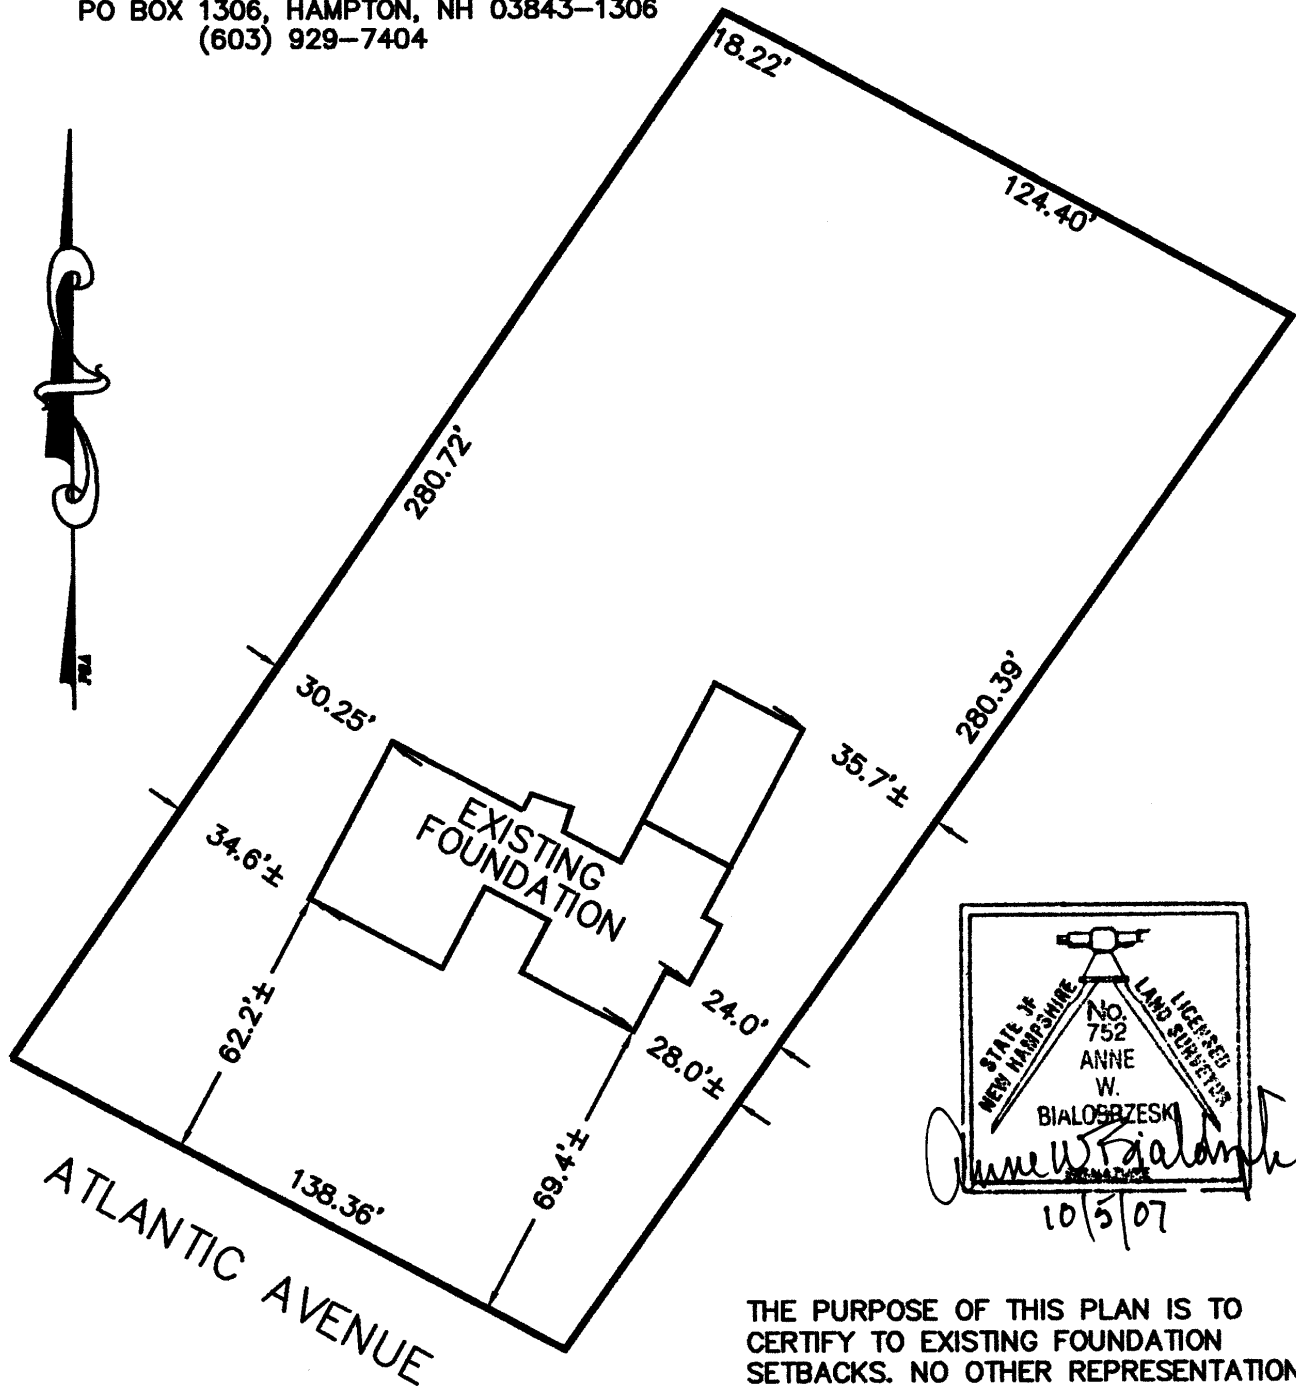 PO BOX 1306, HAMPTON, NH 03843–1306
(603) 929–7404
18.22'
124.40'
280.72'
280.39'
30.25'
35.7'±
34.6'±
EXISTING
FOUNDATION
62.2'±
24.0'
28.0'±
69.4'±
138.36'
ATLANTIC AVENUE
STATE OF
NEW HAMPSHIRE
LICENSED
LAND SURVEYOR
No.
752
ANNE
W.
BIALOBRZESKI
SIGNATURE
10/5/07
THE PURPOSE OF THIS PLAN IS TO
CERTIFY TO EXISTING FOUNDATION
SETBACKS. NO OTHER REPRESENTATION